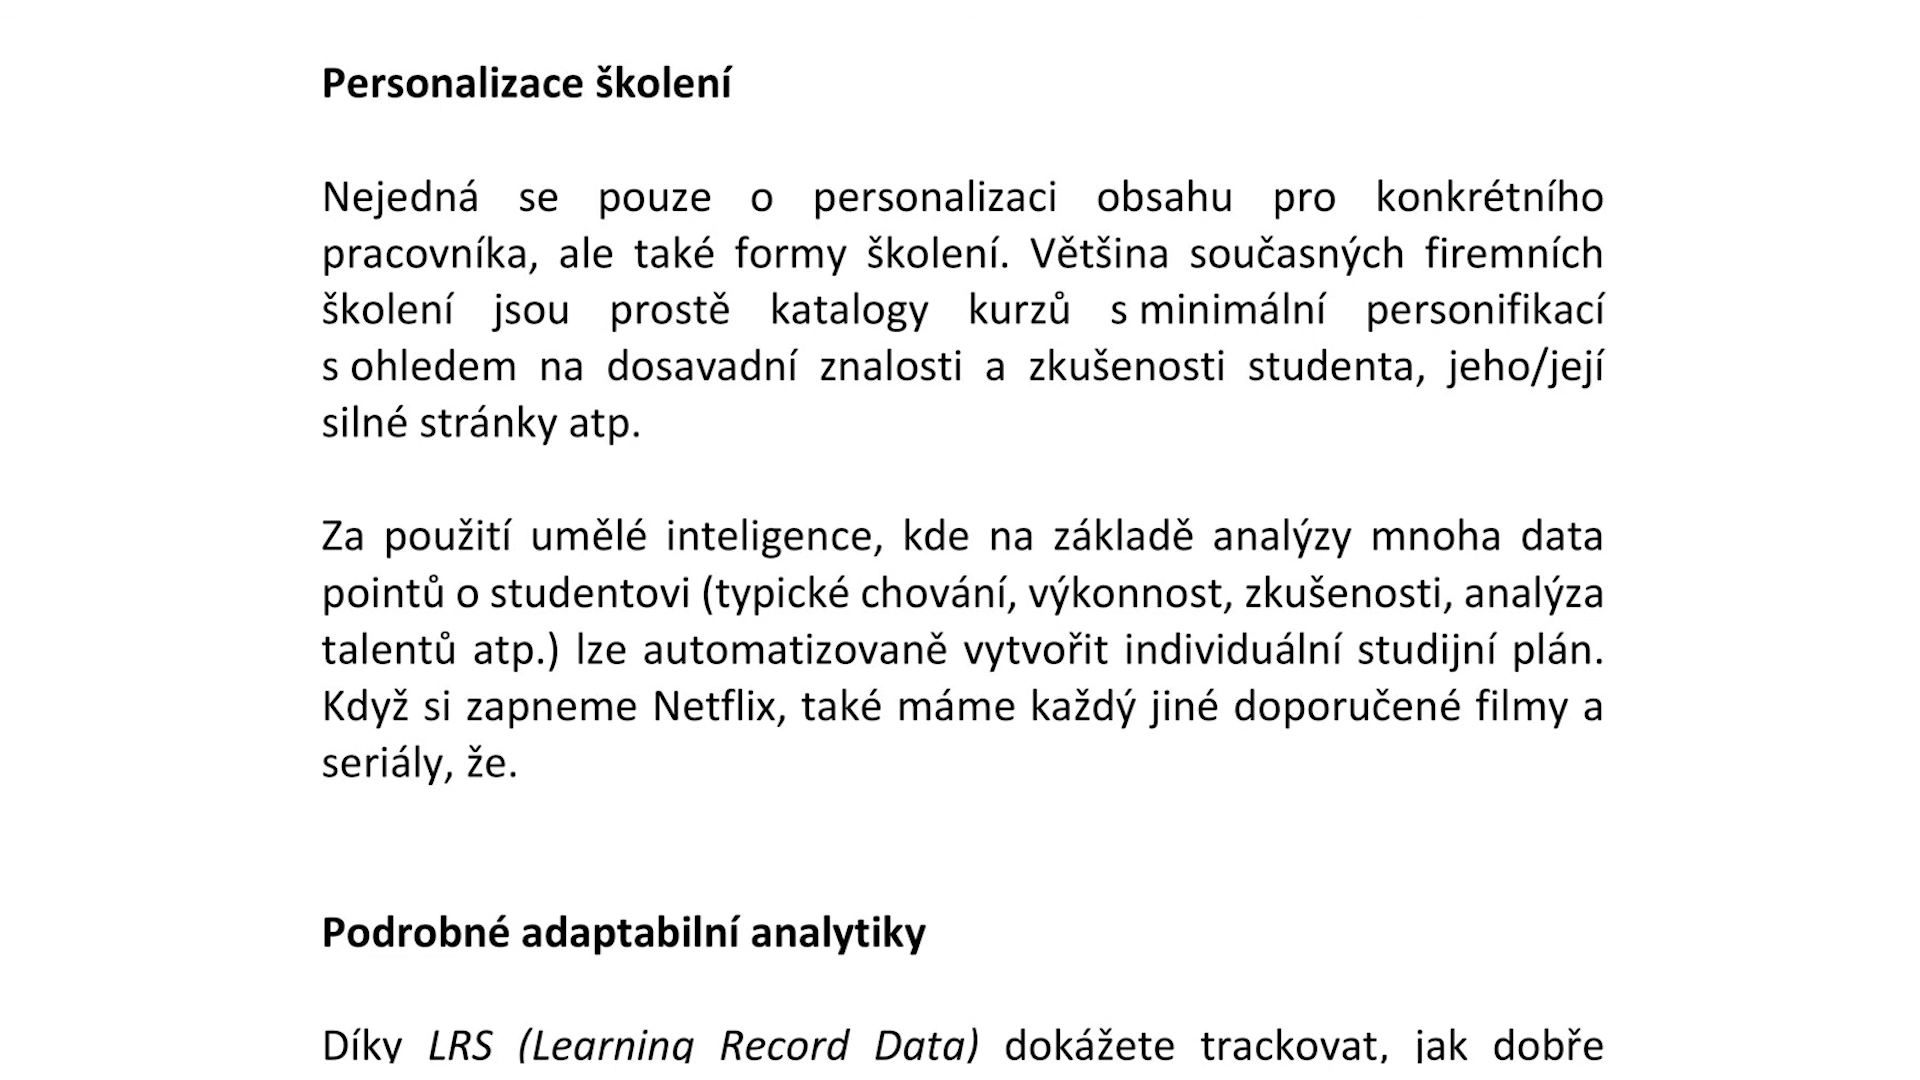 Personalizace školení
Nejedná se pouze o personalizaci obsahu pro konkrétního
pracovníka, ale také formy školení. Většina současných firemních
školení jsou prostě katalogy kurzů s minimální personifikací
s ohledem na dosavadní znalosti a zkušenosti studenta, jeho/její
silné stránky atp.
Za použití umělé inteligence, kde na základě analýzy mnoha data
pointů o studentovi (typické chování, výkonnost, zkušenosti, analýza
talentů atp.) lze automatizovaně vytvořit individuální studijní plán.
Když si zapneme Netflix, také máme každý jiné doporučené filmy a
seriály, že.
Podrobné adaptabilní analytiky
Díky LRS (Learning Record Data) dokážete trackovat, jak dobře